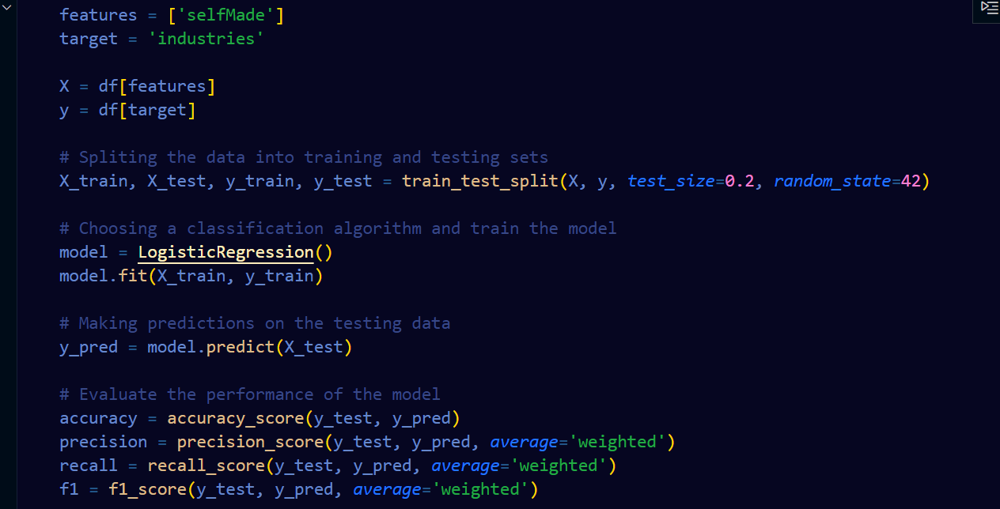 features = ['selfMade']
target = 'industries'
X = df[features]
y = df[target]
# Spliting the data into training and testing sets
X_train, X_test, y_train, y_test = train_test_split(X, y, test_size=0.2, random_state=42)
# Choosing a classification algorithm and train the model
model = LogisticRegression()
model.fit(X_train, y_train)
# Making predictions on the testing data
y_pred = model.predict(X_test)
# Evaluate the performance of the model
accuracy = accuracy_score(y_test, y_pred)
precision = precision_score(y_test, y_pred, average='weighted')
recall = recall_score(y_test, y_pred, average='weighted')
f1 = f1_score(y_test, y_pred, average='weighted')